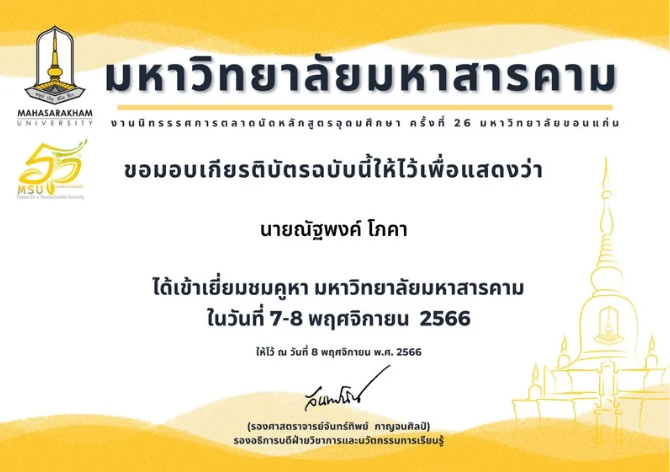 มหาวิทยาลัยมหาสารคาม
MAHASARAKHAM
UNIVERSITY
งานนิทรรรศการตลาดนัดหลักสูตรอุดมศึกษา ครั้งที่ 26 มหาวิทยาลัยขอนแก่น
MSU
Towards a Sustainable Society
ขอมอบเกียรติบัตรฉบับนี้ให้ไว้เพื่อแสดงว่า
นายณัฐพงค์ โภคา
ได้เข้าเยี่ยมชมคูหา มหาวิทยาลัยมหาสารคาม
ในวันที่ 7-8 พฤศจิกายน 2566
ให้ไว้ ณ วันที่ 8 พฤศจิกายน พ.ศ. 2566
(รองศาสตราจารย์จันทร์ทิพย์ กาญจนศิลป์)
รองอธิการบดีฝ่ายวิชาการและนวัตกรรมการเรียนรู้